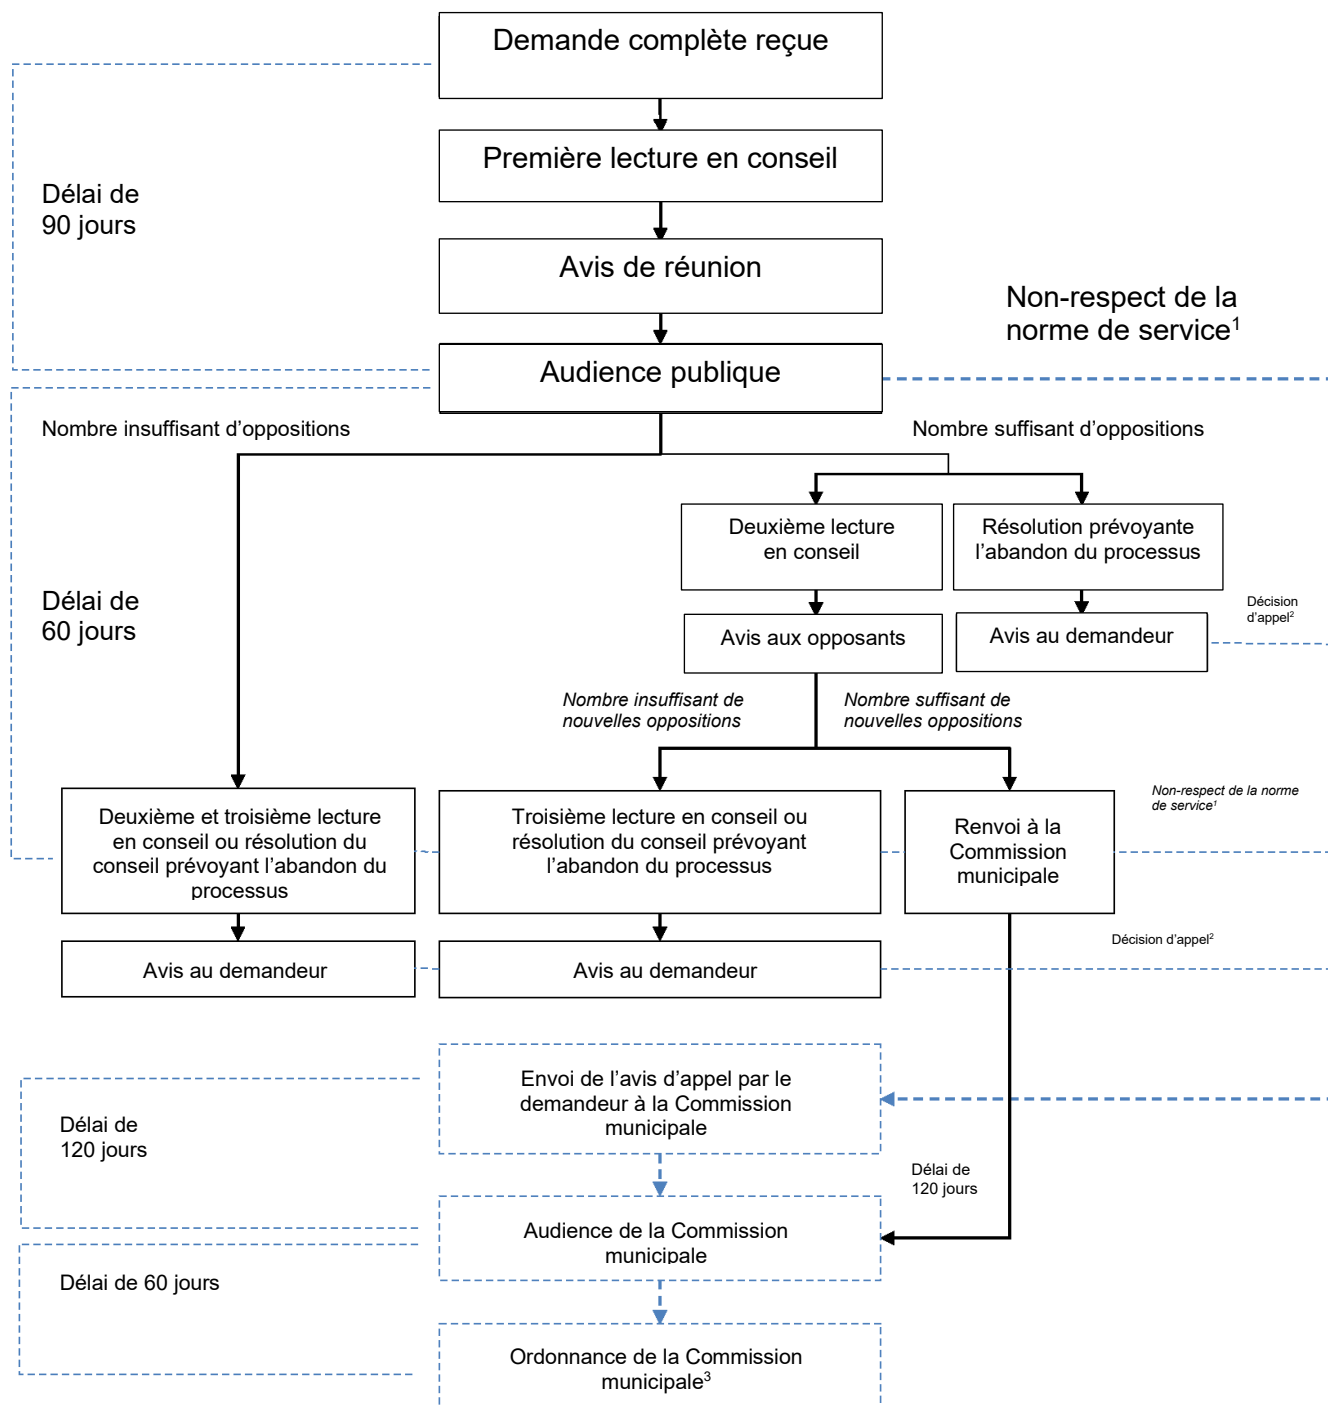 Demande complète reçue
Première lecture en conseil
Délai de
90 jours
Avis de réunion
Non-respect de la
norme de service¹
Audience publique
Nombre insuffisant d’oppositions
Nombre suffisant d’oppositions
Deuxième lecture
en conseil
Résolution prévoyante
l’abandon du processus
Délai de
60 jours
Décision
d’appel²
Avis aux opposants
Avis au demandeur
Nombre insuffisant de
nouvelles oppositions
Nombre suffisant de
nouvelles oppositions
Deuxième et troisième lecture
en conseil ou résolution du
conseil prévoyant l’abandon du
processus
Troisième lecture en conseil ou
résolution du conseil prévoyant
l’abandon du processus
Renvoi à la
Commission
municipale
Non-respect de la norme
de service¹
Décision d’appel²
Avis au demandeur
Avis au demandeur
Envoi de l’avis d’appel par le
demandeur à la Commission
municipale
Délai de
120 jours
Délai de
120 jours
Audience de la Commission
municipale
Délai de 60 jours
Ordonnance de la Commission
municipale³